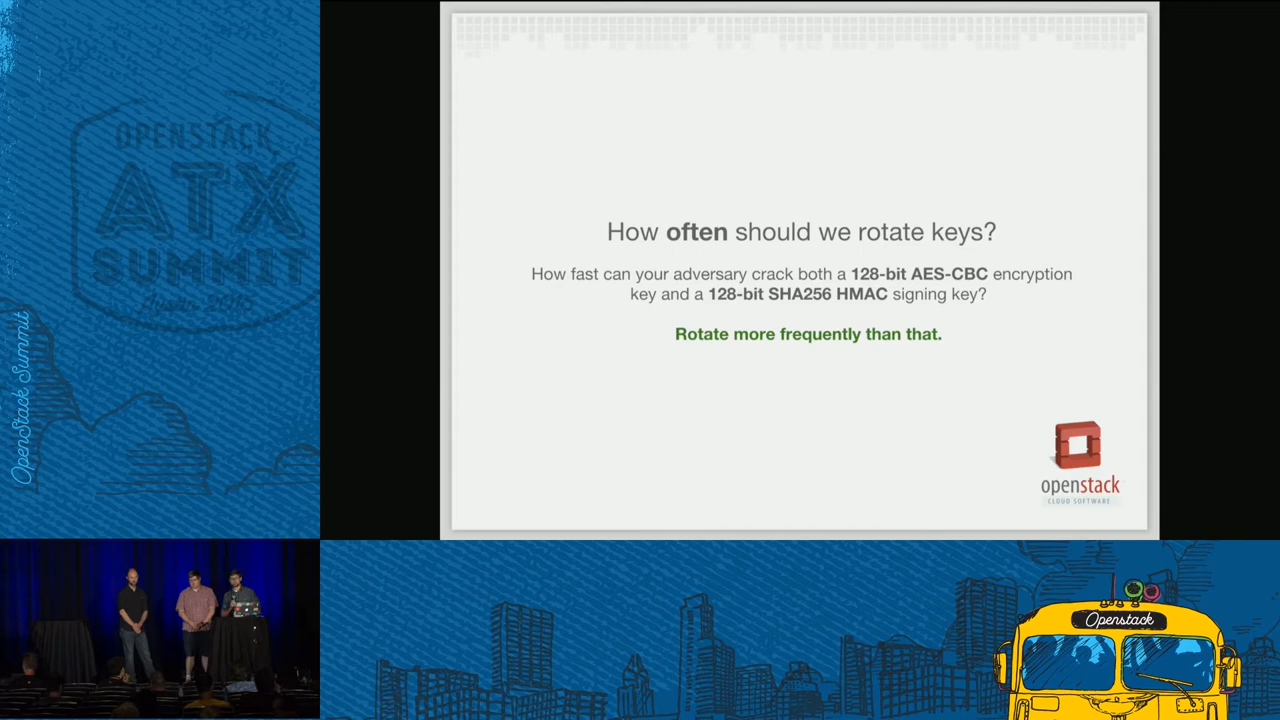 OPENSTACK
ATX
SUMMIT
OpenStack Summit
How often should we rotate keys?
How fast can your adversary crack both a 128-bit AES-CBC encryption
key and a 128-bit SHA256 HMAC signing key?
Rotate more frequently than that.
openstack
CLOUD SOFTWARE
Openstack